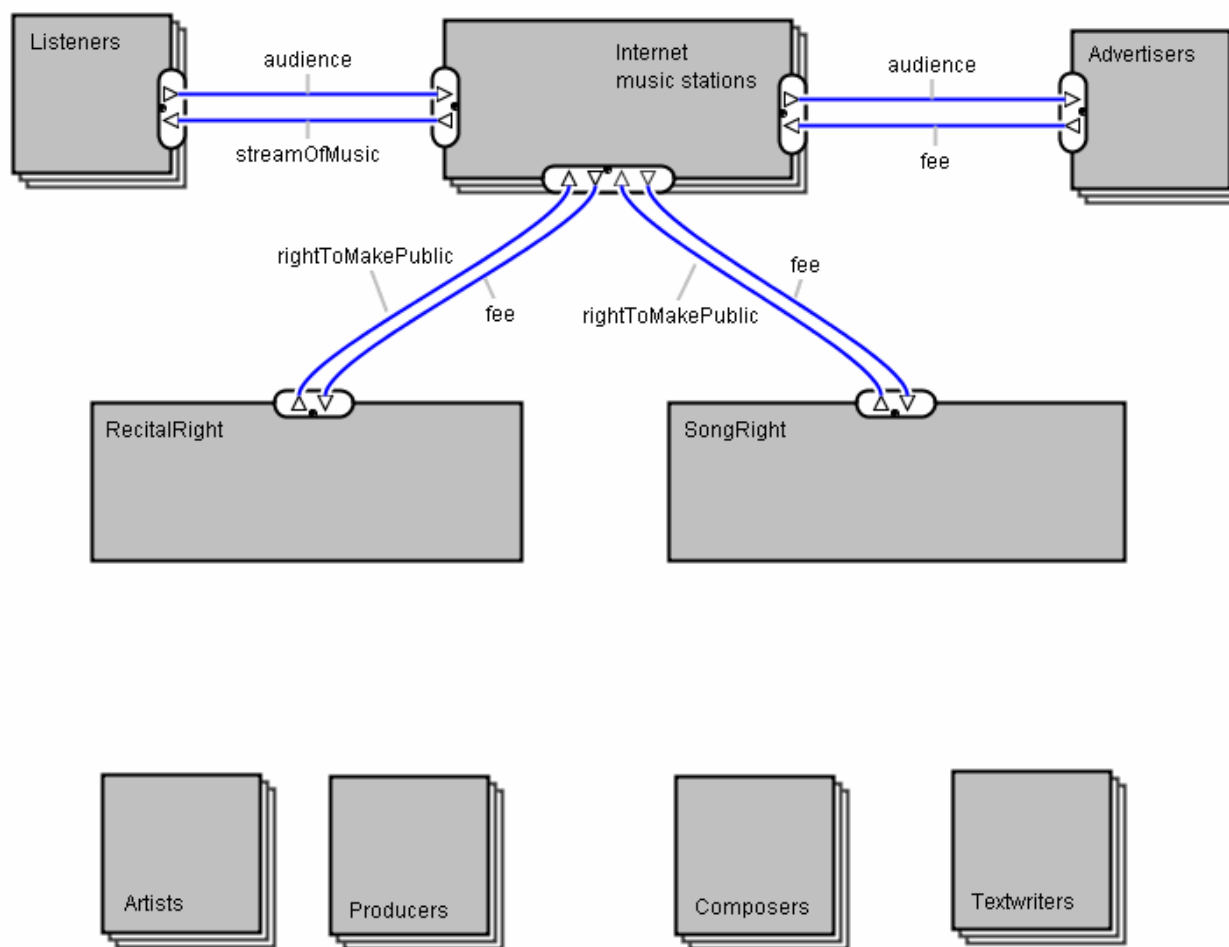 Listeners
audience
streamOfMusic
Internet
music stations
audience
fee
Advertisers
rightToMakePublic
fee
rightToMakePublic
fee
RecitalRight
SongRight
Artists
Producers
Composers
Textwriters